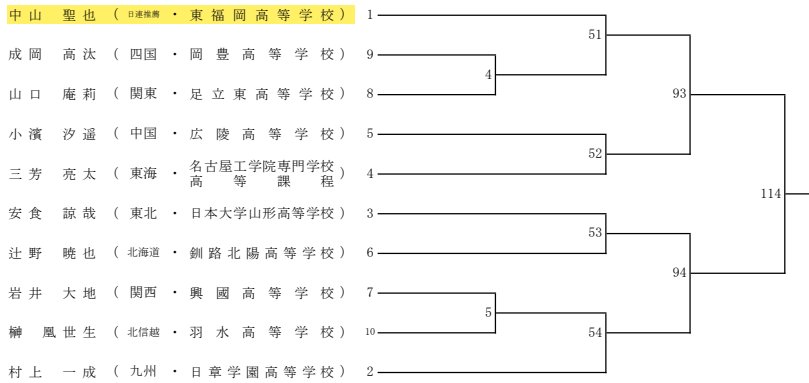 中山 聖也 (日連推薦・東福岡高等学校) 1
成岡 高汰 (四国・岡豊高等学校) 9
山口 庵莉 (関東・足立東高等学校) 8
小濱 汐遥 (中国・広陵高等学校) 5
三芳 亮太 (東海・名古屋工学院専門学校高等課程) 4
安食 諒哉 (東北・日本大学山形高等学校) 3
辻野 暁也 (北海道・釧路北陽高等学校) 6
岩井 大地 (関西・興國高等学校) 7
榊 凰世生 (北信越・羽水高等学校) 10
村上 一成 (九州・日章学園高等学校) 2
4
5
51
52
53
54
93
94
114